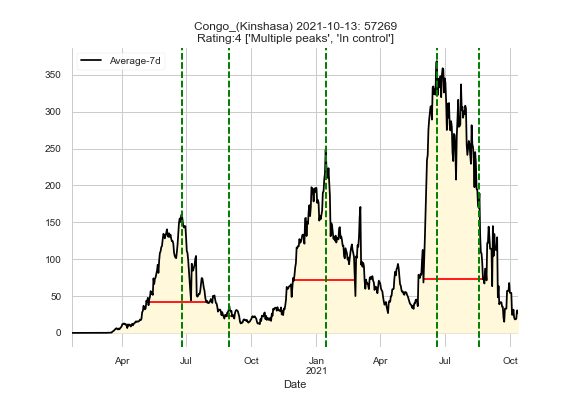 Congo_(Kinshasa) 2021-10-13: 57269
Rating:4 ['Multiple peaks', 'In control']
Average-7d
350
300
250
200
150
100
50
0
Apr Jul Oct Jan Apr Jul Oct
2021
Date